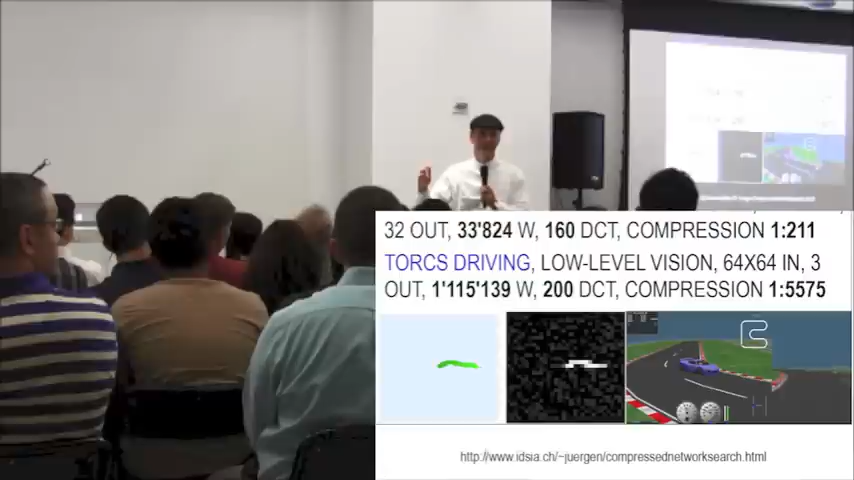 32 OUT, 33'824 W, 160 DCT, COMPRESSION 1:211
TORCS DRIVING, LOW-LEVEL VISION, 64X64 IN, 3
OUT, 1'115'139 W, 200 DCT, COMPRESSION 1:5575
http://www.idsia.ch/~juergen/compressednetworksearch.html